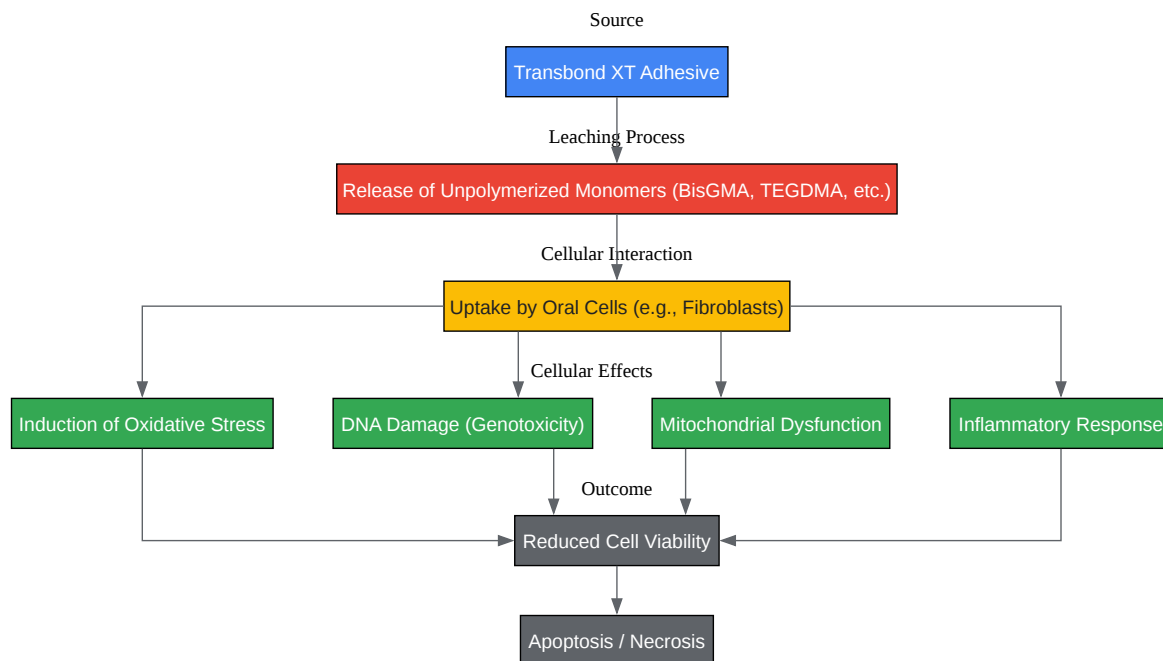 Source
Transbond XT Adhesive
Leaching Process
Release of Unpolymerized Monomers (BisGMA, TEGDMA, etc.)
Cellular Interaction
Uptake by Oral Cells (e.g., Fibroblasts)
Cellular Effects
Induction of Oxidative Stress
DNA Damage (Genotoxicity)
Mitochondrial Dysfunction
Inflammatory Response
Outcome
Reduced Cell Viability
Apoptosis / Necrosis